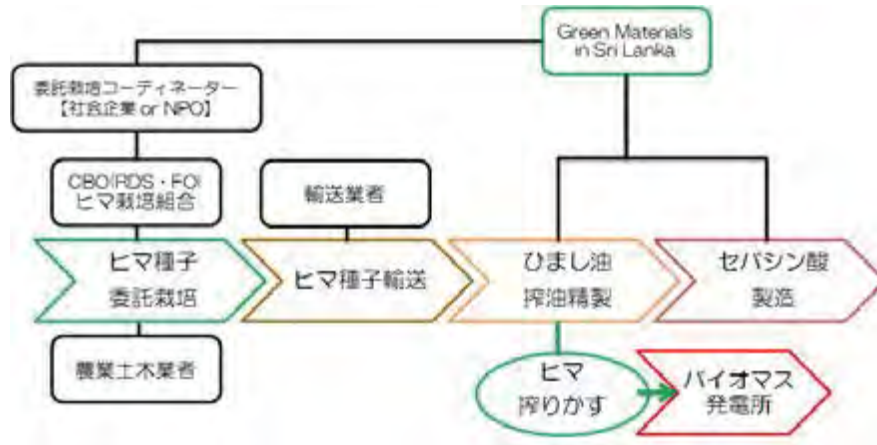 Green Materials
in Sri Lanka
委託栽培コーディネーター
【社会企業 or NPO】
CBO(RDS・FO)
ヒマ栽培組合
輸送業者
ヒマ種子
委託栽培
ヒマ種子輸送
ひまし油
搾油精製
セバシン酸
製造
農業土木業者
ヒマ
搾りかす
バイオマス
発電所